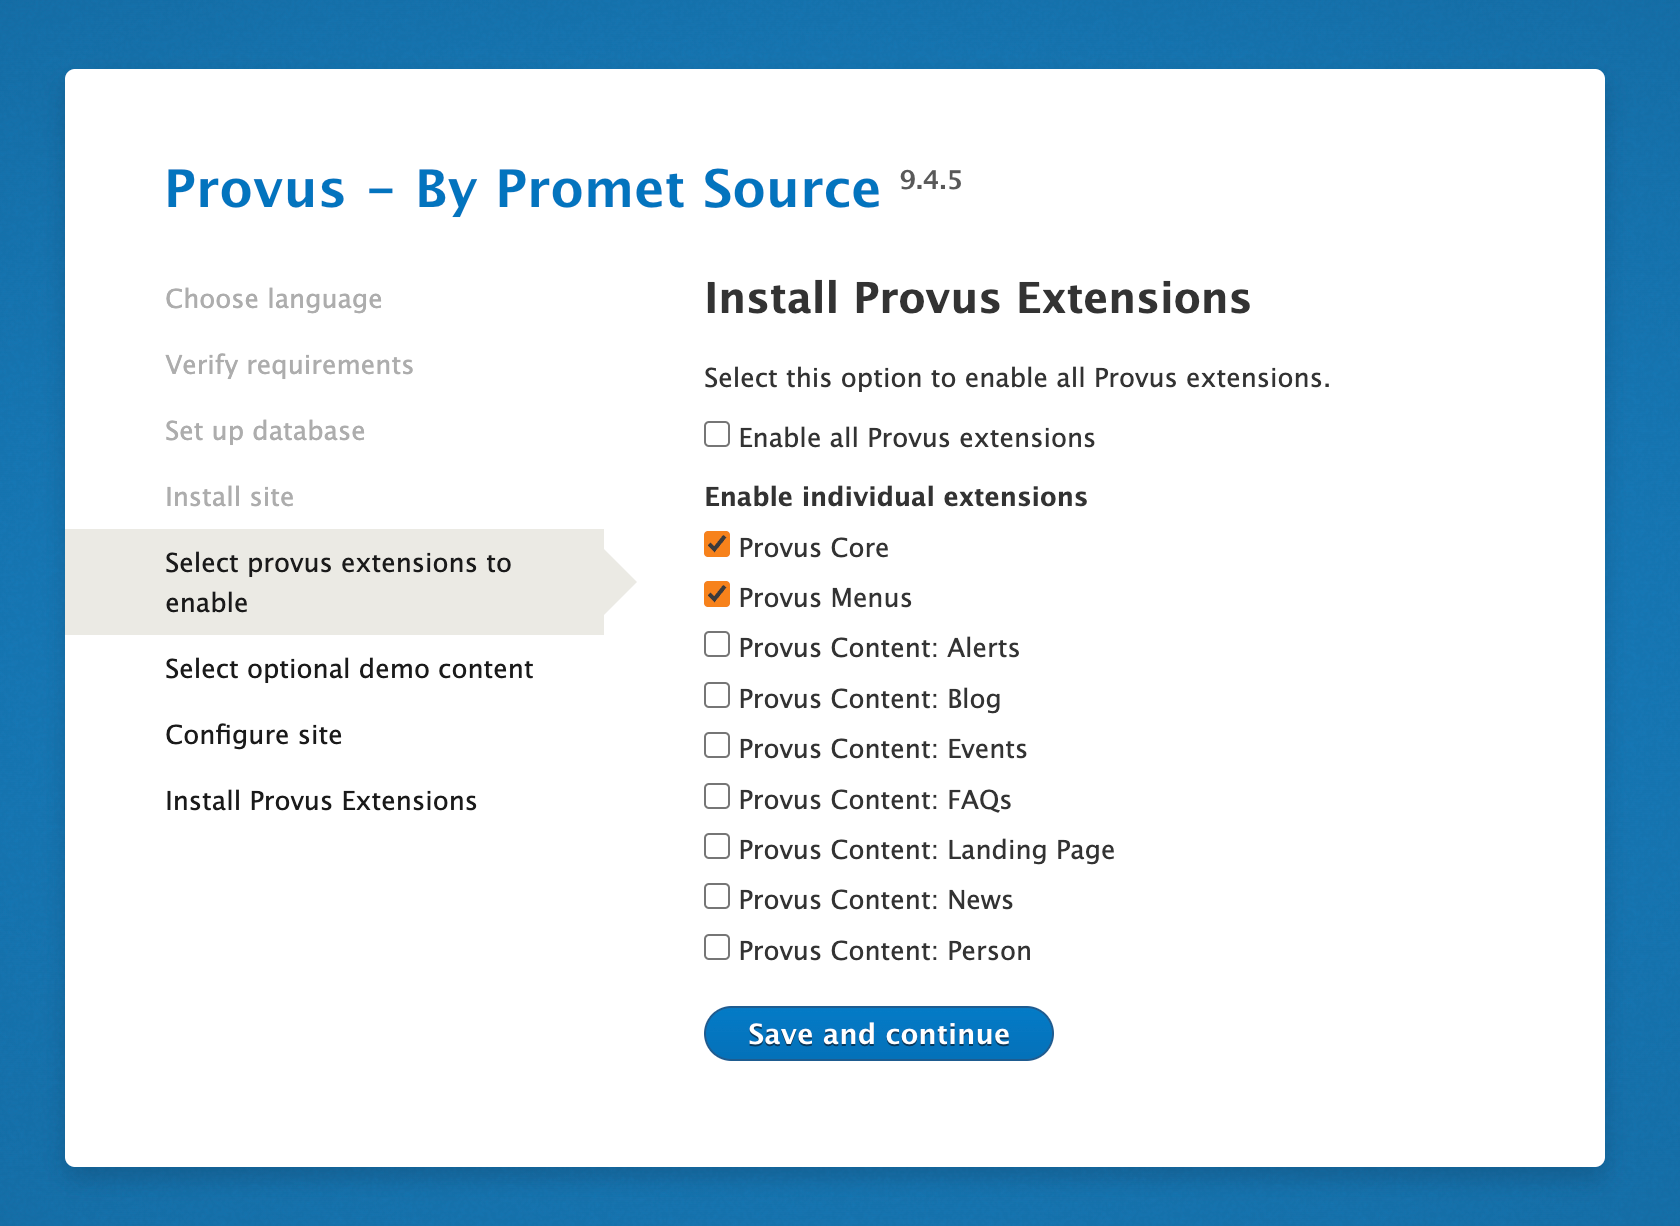 Provus – By Promet Source 9.4.5
Choose language
Verify requirements
Set up database
Install site
Select provus extensions to
enable
Select optional demo content
Configure site
Install Provus Extensions
Install Provus Extensions
Select this option to enable all Provus extensions.
Enable all Provus extensions
Enable individual extensions
Provus Core
Provus Menus
Provus Content: Alerts
Provus Content: Blog
Provus Content: Events
Provus Content: FAQs
Provus Content: Landing Page
Provus Content: News
Provus Content: Person
Save and continue